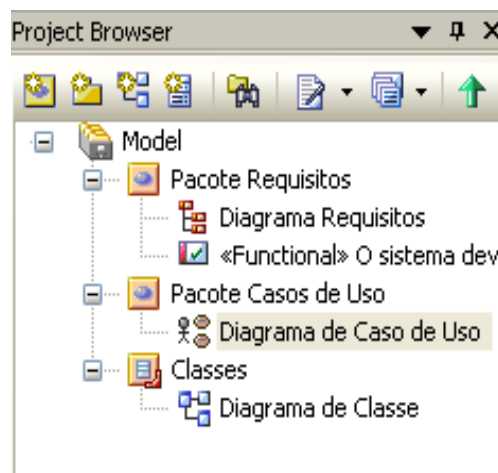 Project Browser
Model
Pacote Requisitos
Diagrama Requisitos
«Functional» O sistema dev
Pacote Casos de Uso
Diagrama de Caso de Uso
Classes
Diagrama de Classe